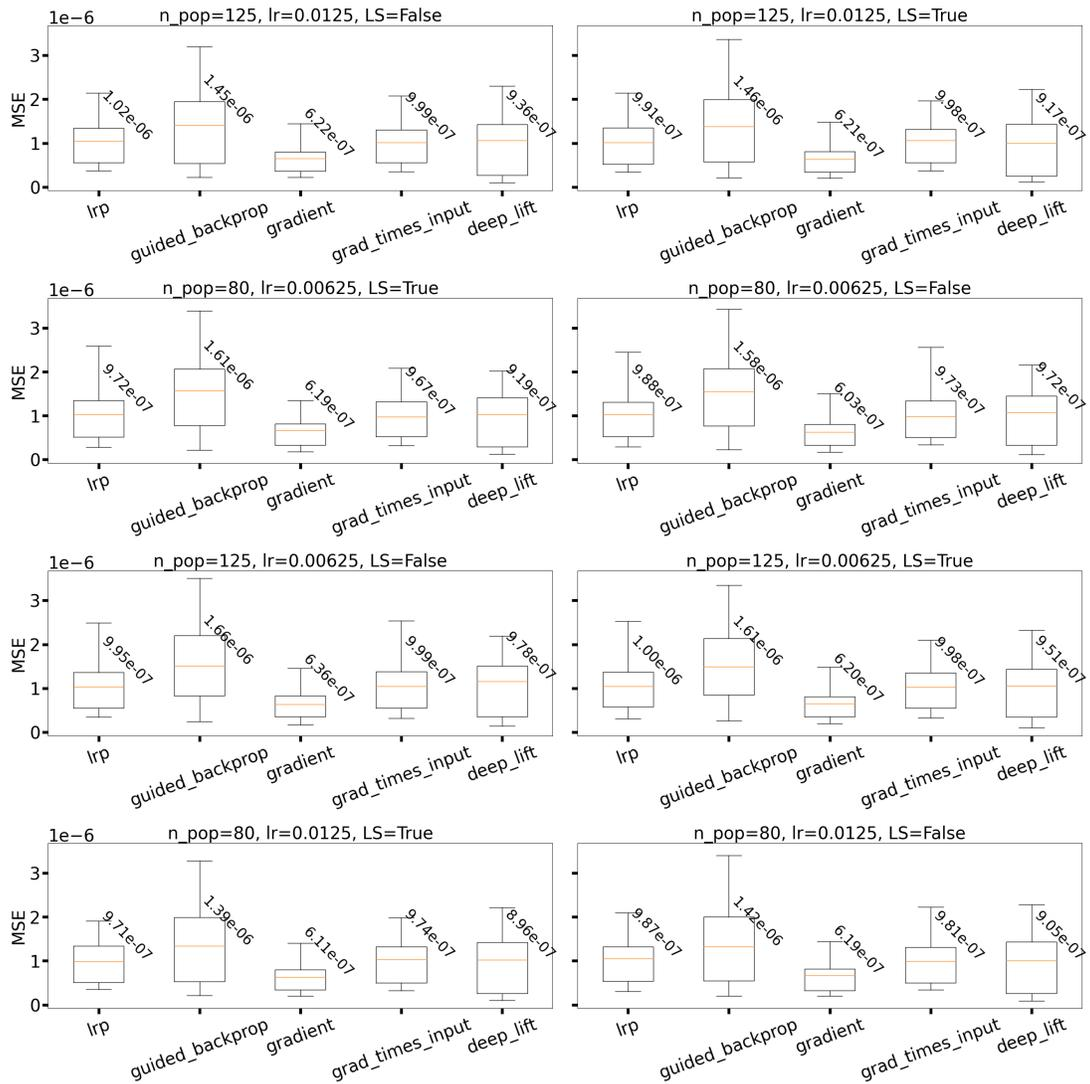 n_pop=125, lr=0.0125, LS=False
1e−6
MSE
3
2
1
0
1.02e-06
1.45e-06
6.22e-07
9.99e-07
9.36e-07
lrp
guided_backprop
gradient
grad_times_input
deep_lift
n_pop=125, lr=0.0125, LS=True
9.91e-07
1.46e-06
6.21e-07
9.98e-07
9.17e-07
lrp
guided_backprop
gradient
grad_times_input
deep_lift
n_pop=80, lr=0.00625, LS=True
1e−6
MSE
3
2
1
0
9.72e-07
1.61e-06
6.19e-07
9.67e-07
9.19e-07
lrp
guided_backprop
gradient
grad_times_input
deep_lift
n_pop=80, lr=0.00625, LS=False
9.88e-07
1.58e-06
6.03e-07
9.73e-07
9.72e-07
lrp
guided_backprop
gradient
grad_times_input
deep_lift
n_pop=125, lr=0.00625, LS=False
1e−6
MSE
3
2
1
0
9.95e-07
1.66e-06
6.36e-07
9.99e-07
9.78e-07
lrp
guided_backprop
gradient
grad_times_input
deep_lift
n_pop=125, lr=0.00625, LS=True
1.00e-06
1.61e-06
6.20e-07
9.98e-07
9.51e-07
lrp
guided_backprop
gradient
grad_times_input
deep_lift
n_pop=80, lr=0.0125, LS=True
1e−6
MSE
3
2
1
0
9.71e-07
1.39e-06
6.11e-07
9.74e-07
8.96e-07
lrp
guided_backprop
gradient
grad_times_input
deep_lift
n_pop=80, lr=0.0125, LS=False
9.87e-07
1.42e-06
6.19e-07
9.81e-07
9.05e-07
lrp
guided_backprop
gradient
grad_times_input
deep_lift